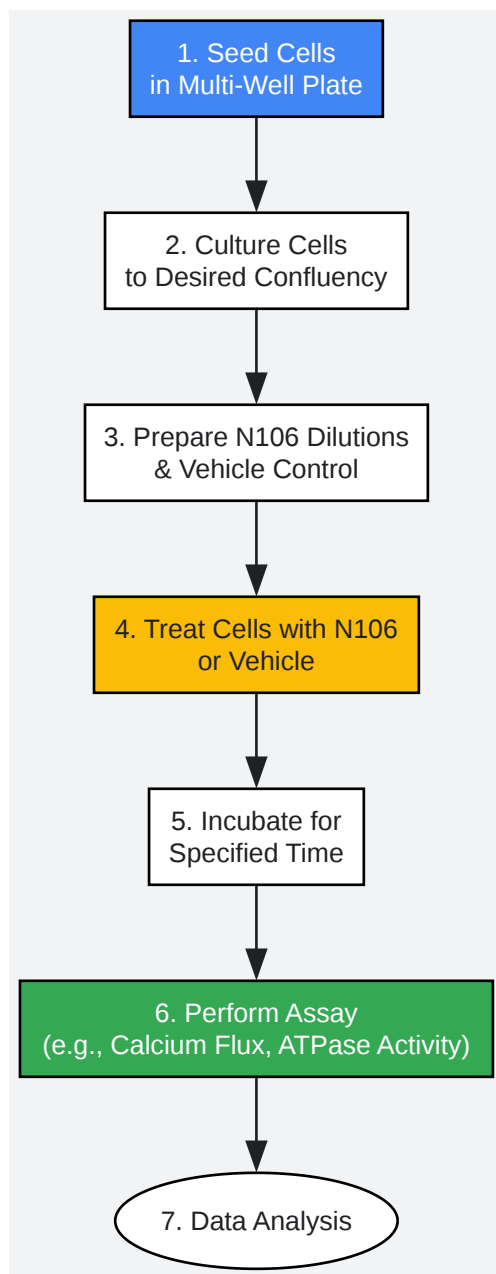 1. Seed Cells
in Multi-Well Plate
2. Culture Cells
to Desired Confluency
3. Prepare N106 Dilutions
& Vehicle Control
4. Treat Cells with N106
or Vehicle
5. Incubate for
Specified Time
6. Perform Assay
(e.g., Calcium Flux, ATPase Activity)
7. Data Analysis